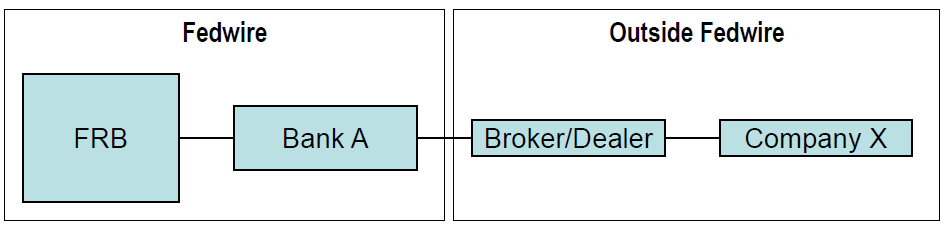 Fedwire
Outside Fedwire
FRB
Bank A
Broker/Dealer
Company X